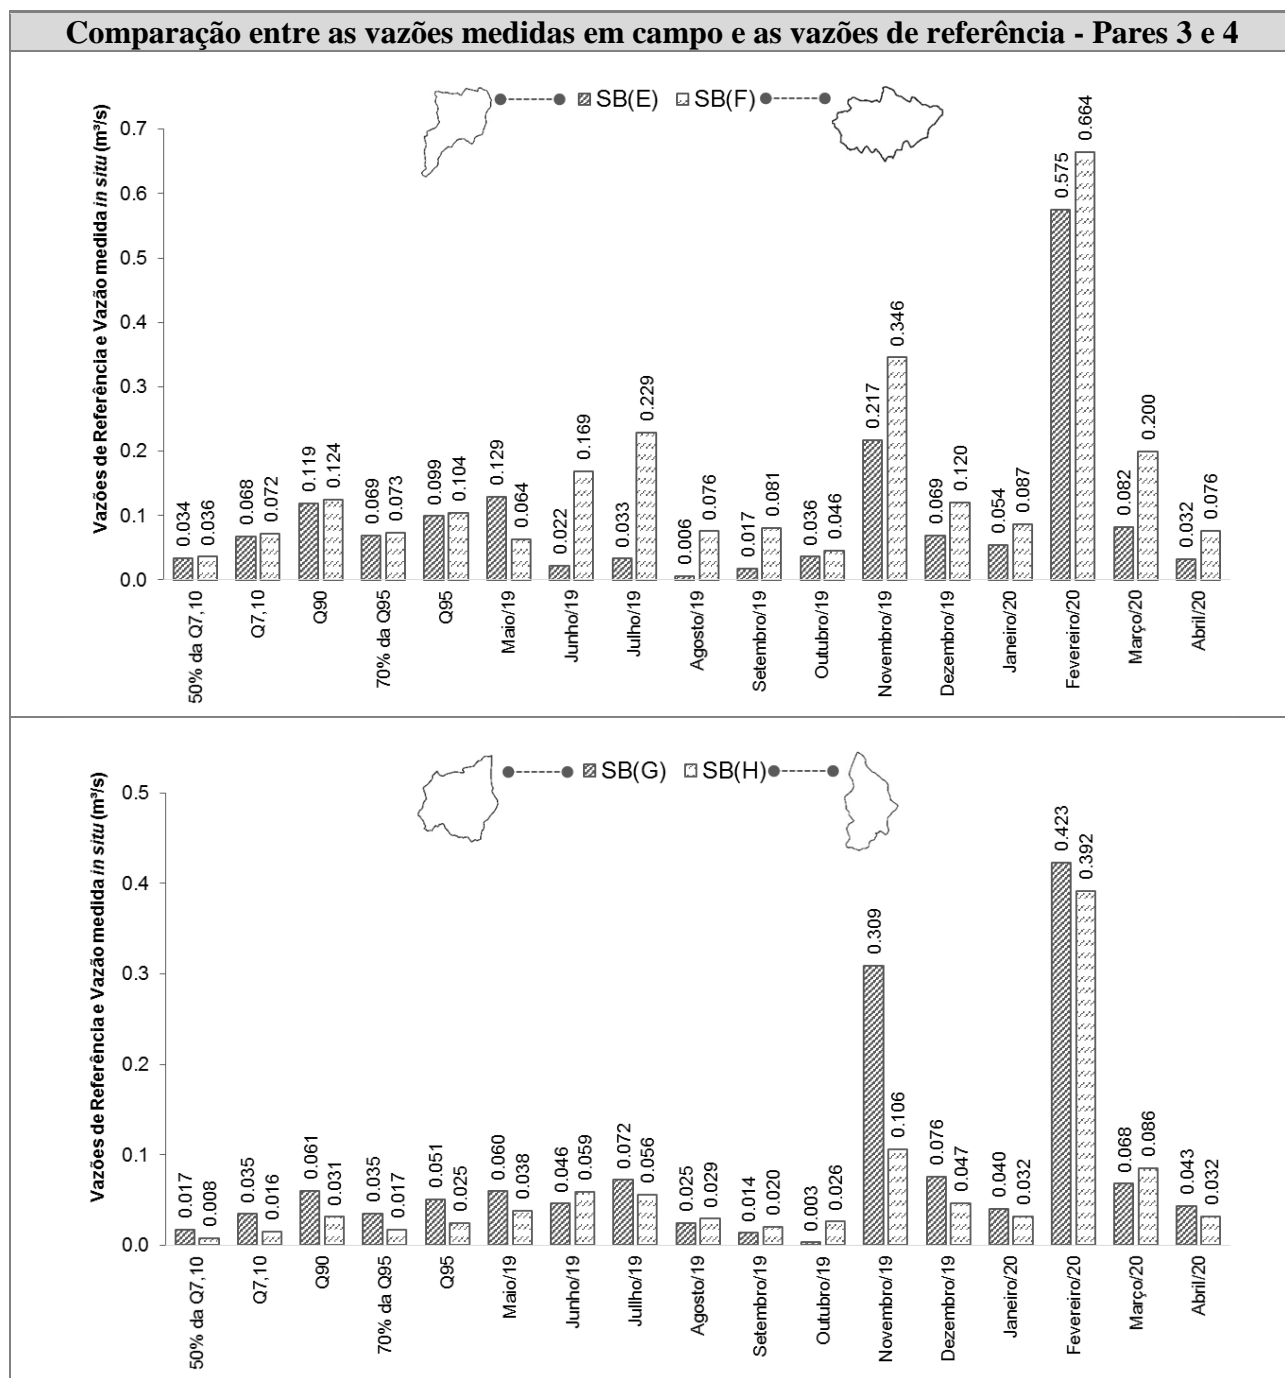 Comparação entre as vazões medidas em campo e as vazões de referência - Pares 3 e 4
SB(E) SB(F)
Vazões de Referência e Vazão medida in situ (m³/s)
0.7
0.6
0.5
0.4
0.3
0.2
0.1
0.0
0.034 0.036 0.068 0.072 0.119 0.124 0.069 0.073 0.099 0.104 0.129 0.064 0.022 0.169 0.033 0.229 0.006 0.076 0.017 0.081 0.036 0.046 0.217 0.346 0.069 0.120 0.054 0.087 0.575 0.664 0.082 0.200 0.032 0.076
50% da Q7,10
Q7,10
Q90
70% da Q95
Q95
Maio/19
Junho/19
Julho/19
Agosto/19
Setembro/19
Outubro/19
Novembro/19
Dezembro/19
Janeiro/20
Fevereiro/20
Março/20
Abril/20
SB(G) SB(H)
Vazões de Referência e Vazão medida in situ (m³/s)
0.5
0.4
0.3
0.2
0.1
0.0
0.017 0.008 0.035 0.016 0.061 0.031 0.035 0.017 0.051 0.025 0.060 0.038 0.046 0.059 0.072 0.056 0.025 0.029 0.014 0.020 0.003 0.026 0.309 0.106 0.076 0.047 0.040 0.032 0.423 0.392 0.068 0.086 0.043 0.032
50% da Q7,10
Q7,10
Q90
70% da Q95
Q95
Maio/19
Junho/19
Jullho/19
Agosto/19
Setembro/19
Outubro/19
Novembro/19
Dezembro/19
Janeiro/20
Fevereiro/20
Março/20
Abril/20